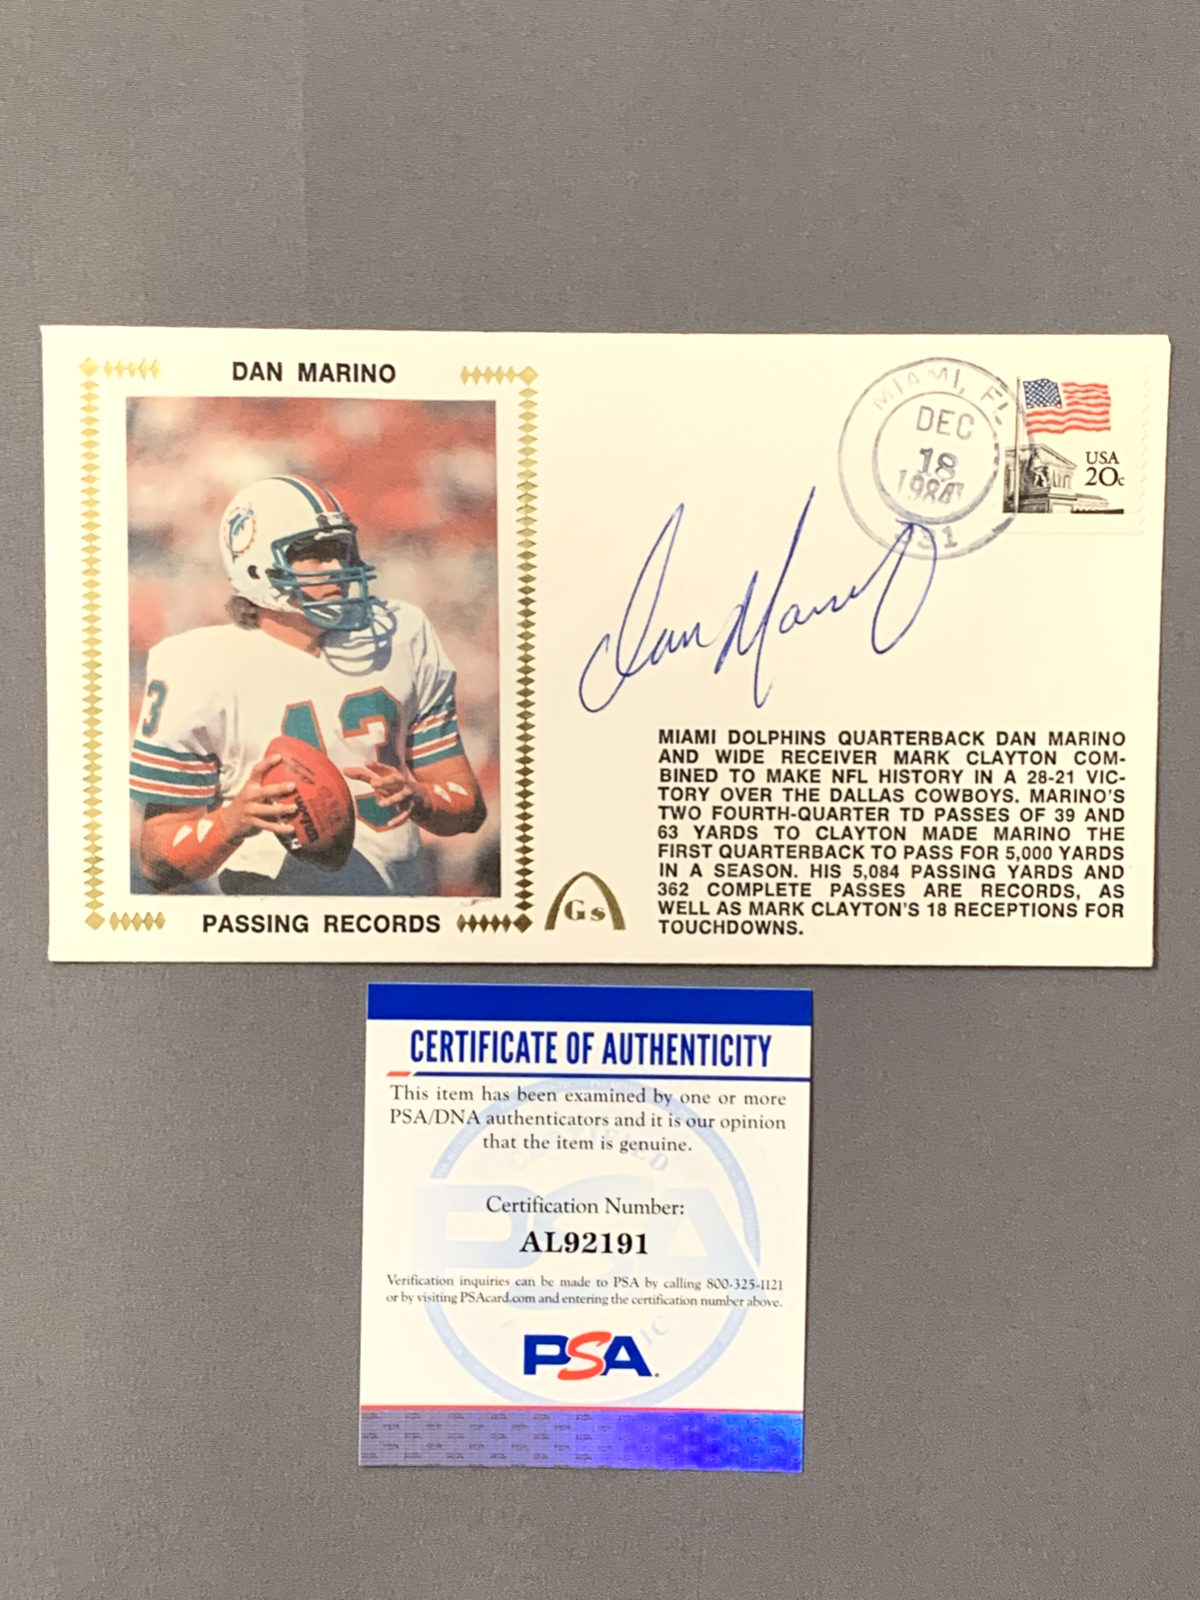 DAN MARINO
PASSING RECORDS
3
13
Gs
MIAMI, FL
DEC
18
1984
331
USA
20c
Dan Marino
MIAMI DOLPHINS QUARTERBACK DAN MARINO
AND WIDE RECEIVER MARK CLAYTON COM-
BINED TO MAKE NFL HISTORY IN A 28-21 VIC-
TORY OVER THE DALLAS COWBOYS. MARINO'S
TWO FOURTH-QUARTER TD PASSES OF 39 AND
63 YARDS TO CLAYTON MADE MARINO THE
FIRST QUARTERBACK TO PASS FOR 5,000 YARDS
IN A SEASON. HIS 5,084 PASSING YARDS AND
362 COMPLETE PASSES ARE RECORDS, AS
WELL AS MARK CLAYTON'S 18 RECEPTIONS FOR
TOUCHDOWNS.
CERTIFICATE OF AUTHENTICITY
This item has been examined by one or more
PSA/DNA authenticators and it is our opinion
that the item is genuine.
Certification Number:
AL92191
Verification inquiries can be made to PSA by calling 800-325-1121
or by visiting PSAcard.com and entering the certification number above.
PSA